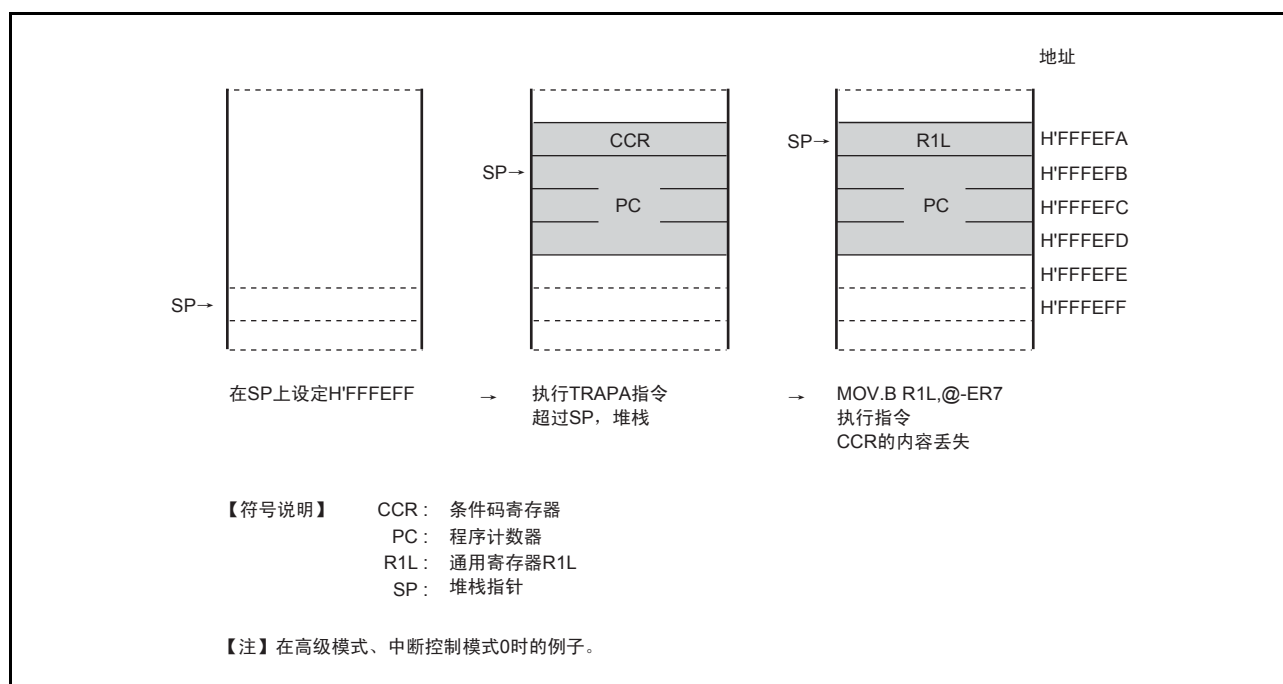 地址
CCR
SP→ R1L H'FFFEFA
SP→ H'FFFEFB
PC PC H'FFFEFC
H'FFFEFD
H'FFFEFE
SP→ H'FFFEFF
在SP上设定H'FFFEFF → 执行TRAPA指令 → MOV.B R1L,@-ER7
超过SP，堆栈 执行指令
CCR的内容丢失
【符号说明】 CCR : 条件码寄存器
PC : 程序计数器
R1L : 通用寄存器R1L
SP : 堆栈指针
【注】在高级模式、中断控制模式0时的例子。